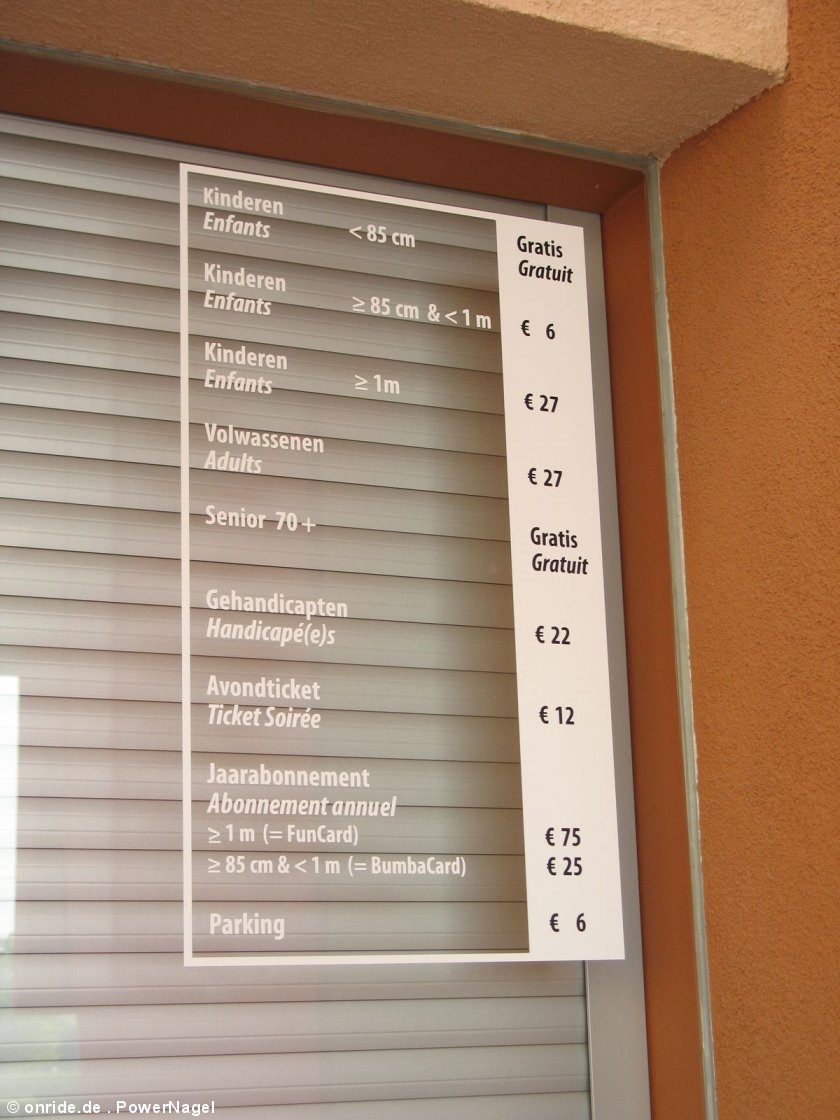 Kinderen
Enfants < 85 cm Gratis
Gratuit
Kinderen
Enfants ≥ 85 cm & < 1 m € 6
Kinderen
Enfants ≥ 1m € 27
Volwassenen
Adults € 27
Senior 70+ Gratis
Gratuit
Gehandicapten
Handicapé(e)s € 22
Avondticket
Ticket Soirée € 12
Jaarabonnement
Abonnement annuel
≥ 1 m (= FunCard) € 75
≥ 85 cm & < 1 m (= BumbaCard) € 25
Parking € 6
© onride.de . PowerNagel